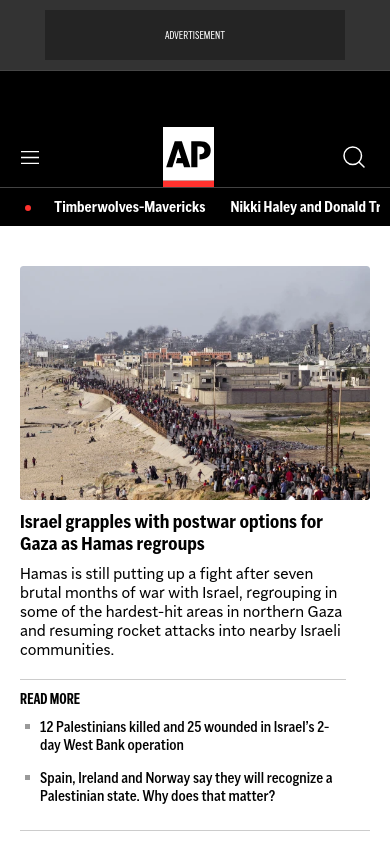 ADVERTISEMENT
AP
Timberwolves-Mavericks
Nikki Haley and Donald Tr
Israel grapples with postwar options for
Gaza as Hamas regroups
Hamas is still putting up a fight after seven
brutal months of war with Israel, regrouping in
some of the hardest-hit areas in northern Gaza
and resuming rocket attacks into nearby Israeli
communities.
READ MORE
12 Palestinians killed and 25 wounded in Israel’s 2-
day West Bank operation
Spain, Ireland and Norway say they will recognize a
Palestinian state. Why does that matter?